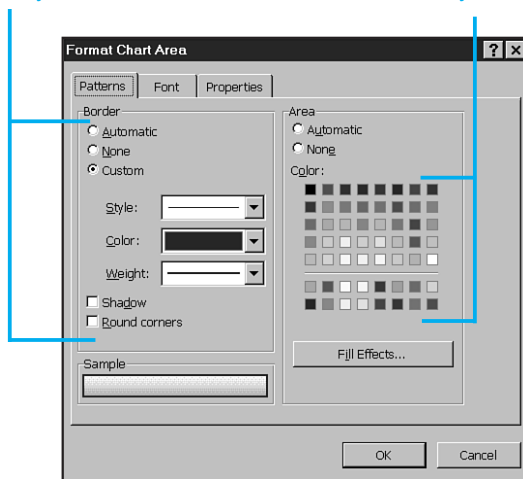 Format Chart Area
? ×
Patterns Font Properties
Border
Automatic
None
Custom
Style:
Color:
Weight:
Shadow
Round corners
Sample
Area
Automatic
None
Color:
Fill Effects...
OK Cancel